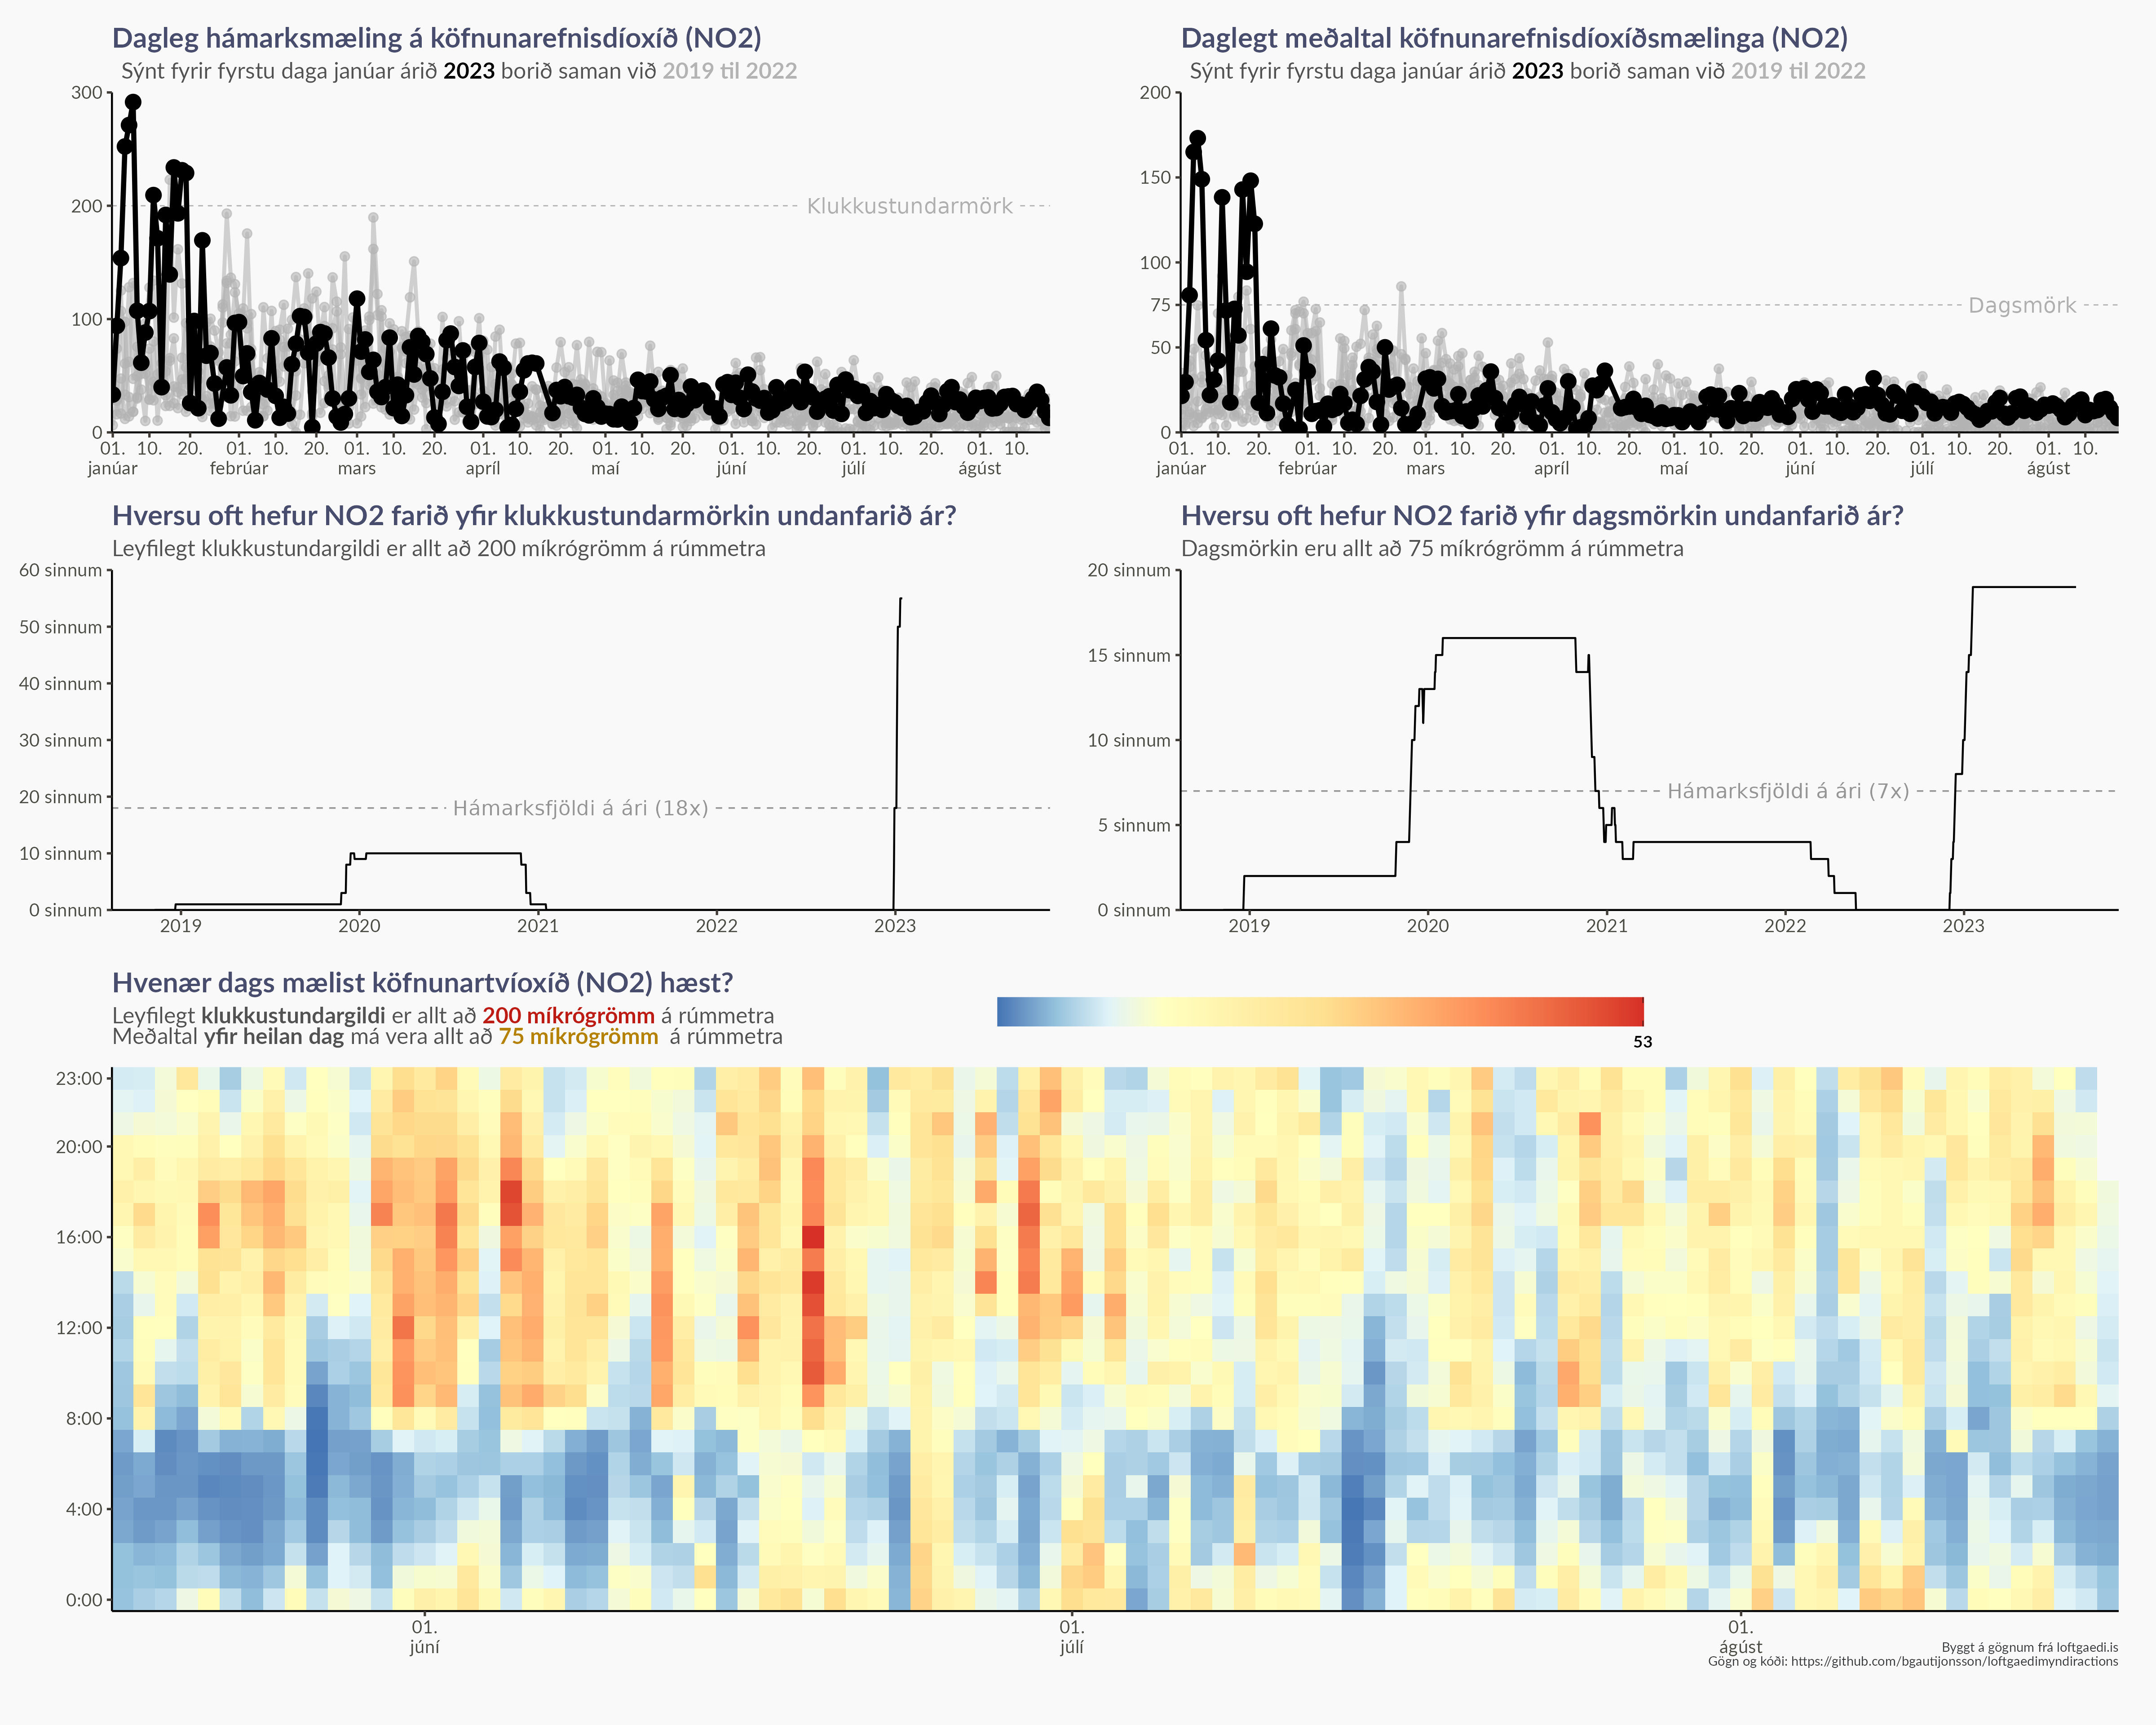 Dagleg hámarksmæling á köfnunarefnisdíoxíð (NO2)
Sýnt fyrir fyrstu daga janúar árið 2023 borið saman við 2019 til 2022
300
200
100
0
Klukkustundarmörk
01. 10. 20. 01. 10. 20. 01. 10. 20. 01. 10. 20. 01. 10. 20. 01. 10. 20. 01. 10. 20. 01. 10.
janúar febrúar mars apríl maí júní júlí ágúst
Daglegt meðaltal köfnunarefnisdíoxíðsmælinga (NO2)
Sýnt fyrir fyrstu daga janúar árið 2023 borið saman við 2019 til 2022
200
150
100
75
50
0
Dagsmörk
01. 10. 20. 01. 10. 20. 01. 10. 20. 01. 10. 20. 01. 10. 20. 01. 10. 20. 01. 10. 20. 01. 10.
janúar febrúar mars apríl maí júní júlí ágúst
Hversu oft hefur NO2 farið yfir klukkustundarmörkin undanfarið ár?
Leyfilegt klukkustundargildi er allt að 200 míkrógrömm á rúmmetra
60 sinnum
50 sinnum
40 sinnum
30 sinnum
20 sinnum
10 sinnum
0 sinnum
Hámarksfjöldi á ári (18x)
2019 2020 2021 2022 2023
Hversu oft hefur NO2 farið yfir dagsmörkin undanfarið ár?
Dagsmörkin eru allt að 75 míkrógrömm á rúmmetra
20 sinnum
15 sinnum
10 sinnum
5 sinnum
0 sinnum
Hámarksfjöldi á ári (7x)
2019 2020 2021 2022 2023
Hvenær dags mælist köfnunartvíoxíð (NO2) hæst?
Leyfilegt klukkustundargildi er allt að 200 míkrógrömm á rúmmetra
Meðaltal yfir heilan dag má vera allt að 75 míkrógrömm á rúmmetra
53
23:00
20:00
16:00
12:00
8:00
4:00
0:00
01. 01. 01.
júní júlí ágúst
Byggt á gögnum frá loftgaedi.is
Gögn og kóði: https://github.com/bgautijonsson/loftgaedimyndiractions